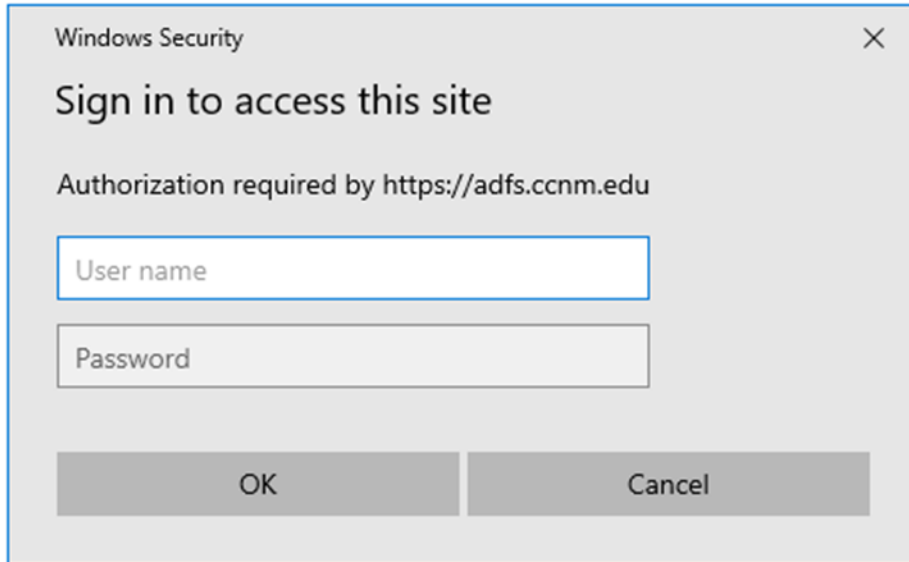 Windows Security
Sign in to access this site
Authorization required by https://adfs.ccnm.edu
User name
Password
OK
Cancel